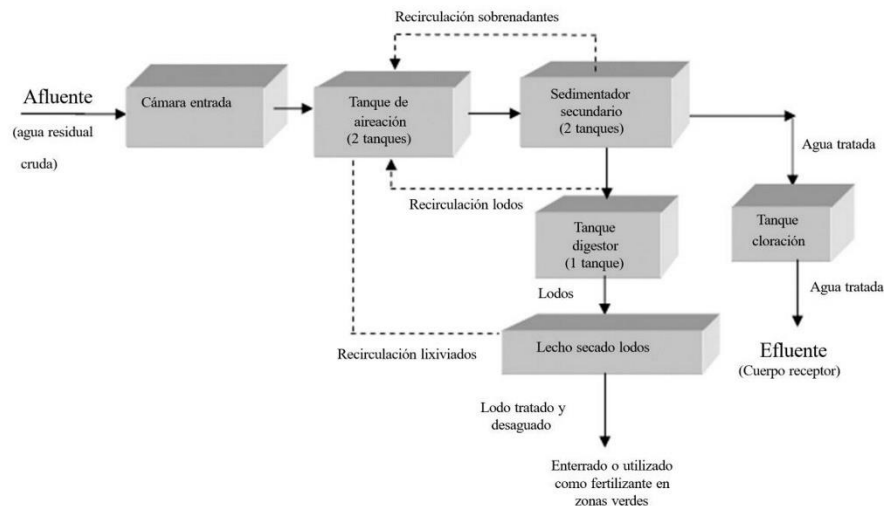 Recirculación sobrenadantes
Afluente
(agua residual
cruda)
Cámara entrada
Tanque de
aireación
(2 tanques)
Sedimentador
secundario
(2 tanques)
Agua tratada
Recirculación lodos
Tanque
digestor
(1 tanque)
Tanque
cloración
Lodos
Agua tratada
Recirculación lixiviados
Lecho secado lodos
Efluente
(Cuerpo receptor)
Lodo tratado y
desaguado
Enterrado o utilizado
como fertilizante en
zonas verdes